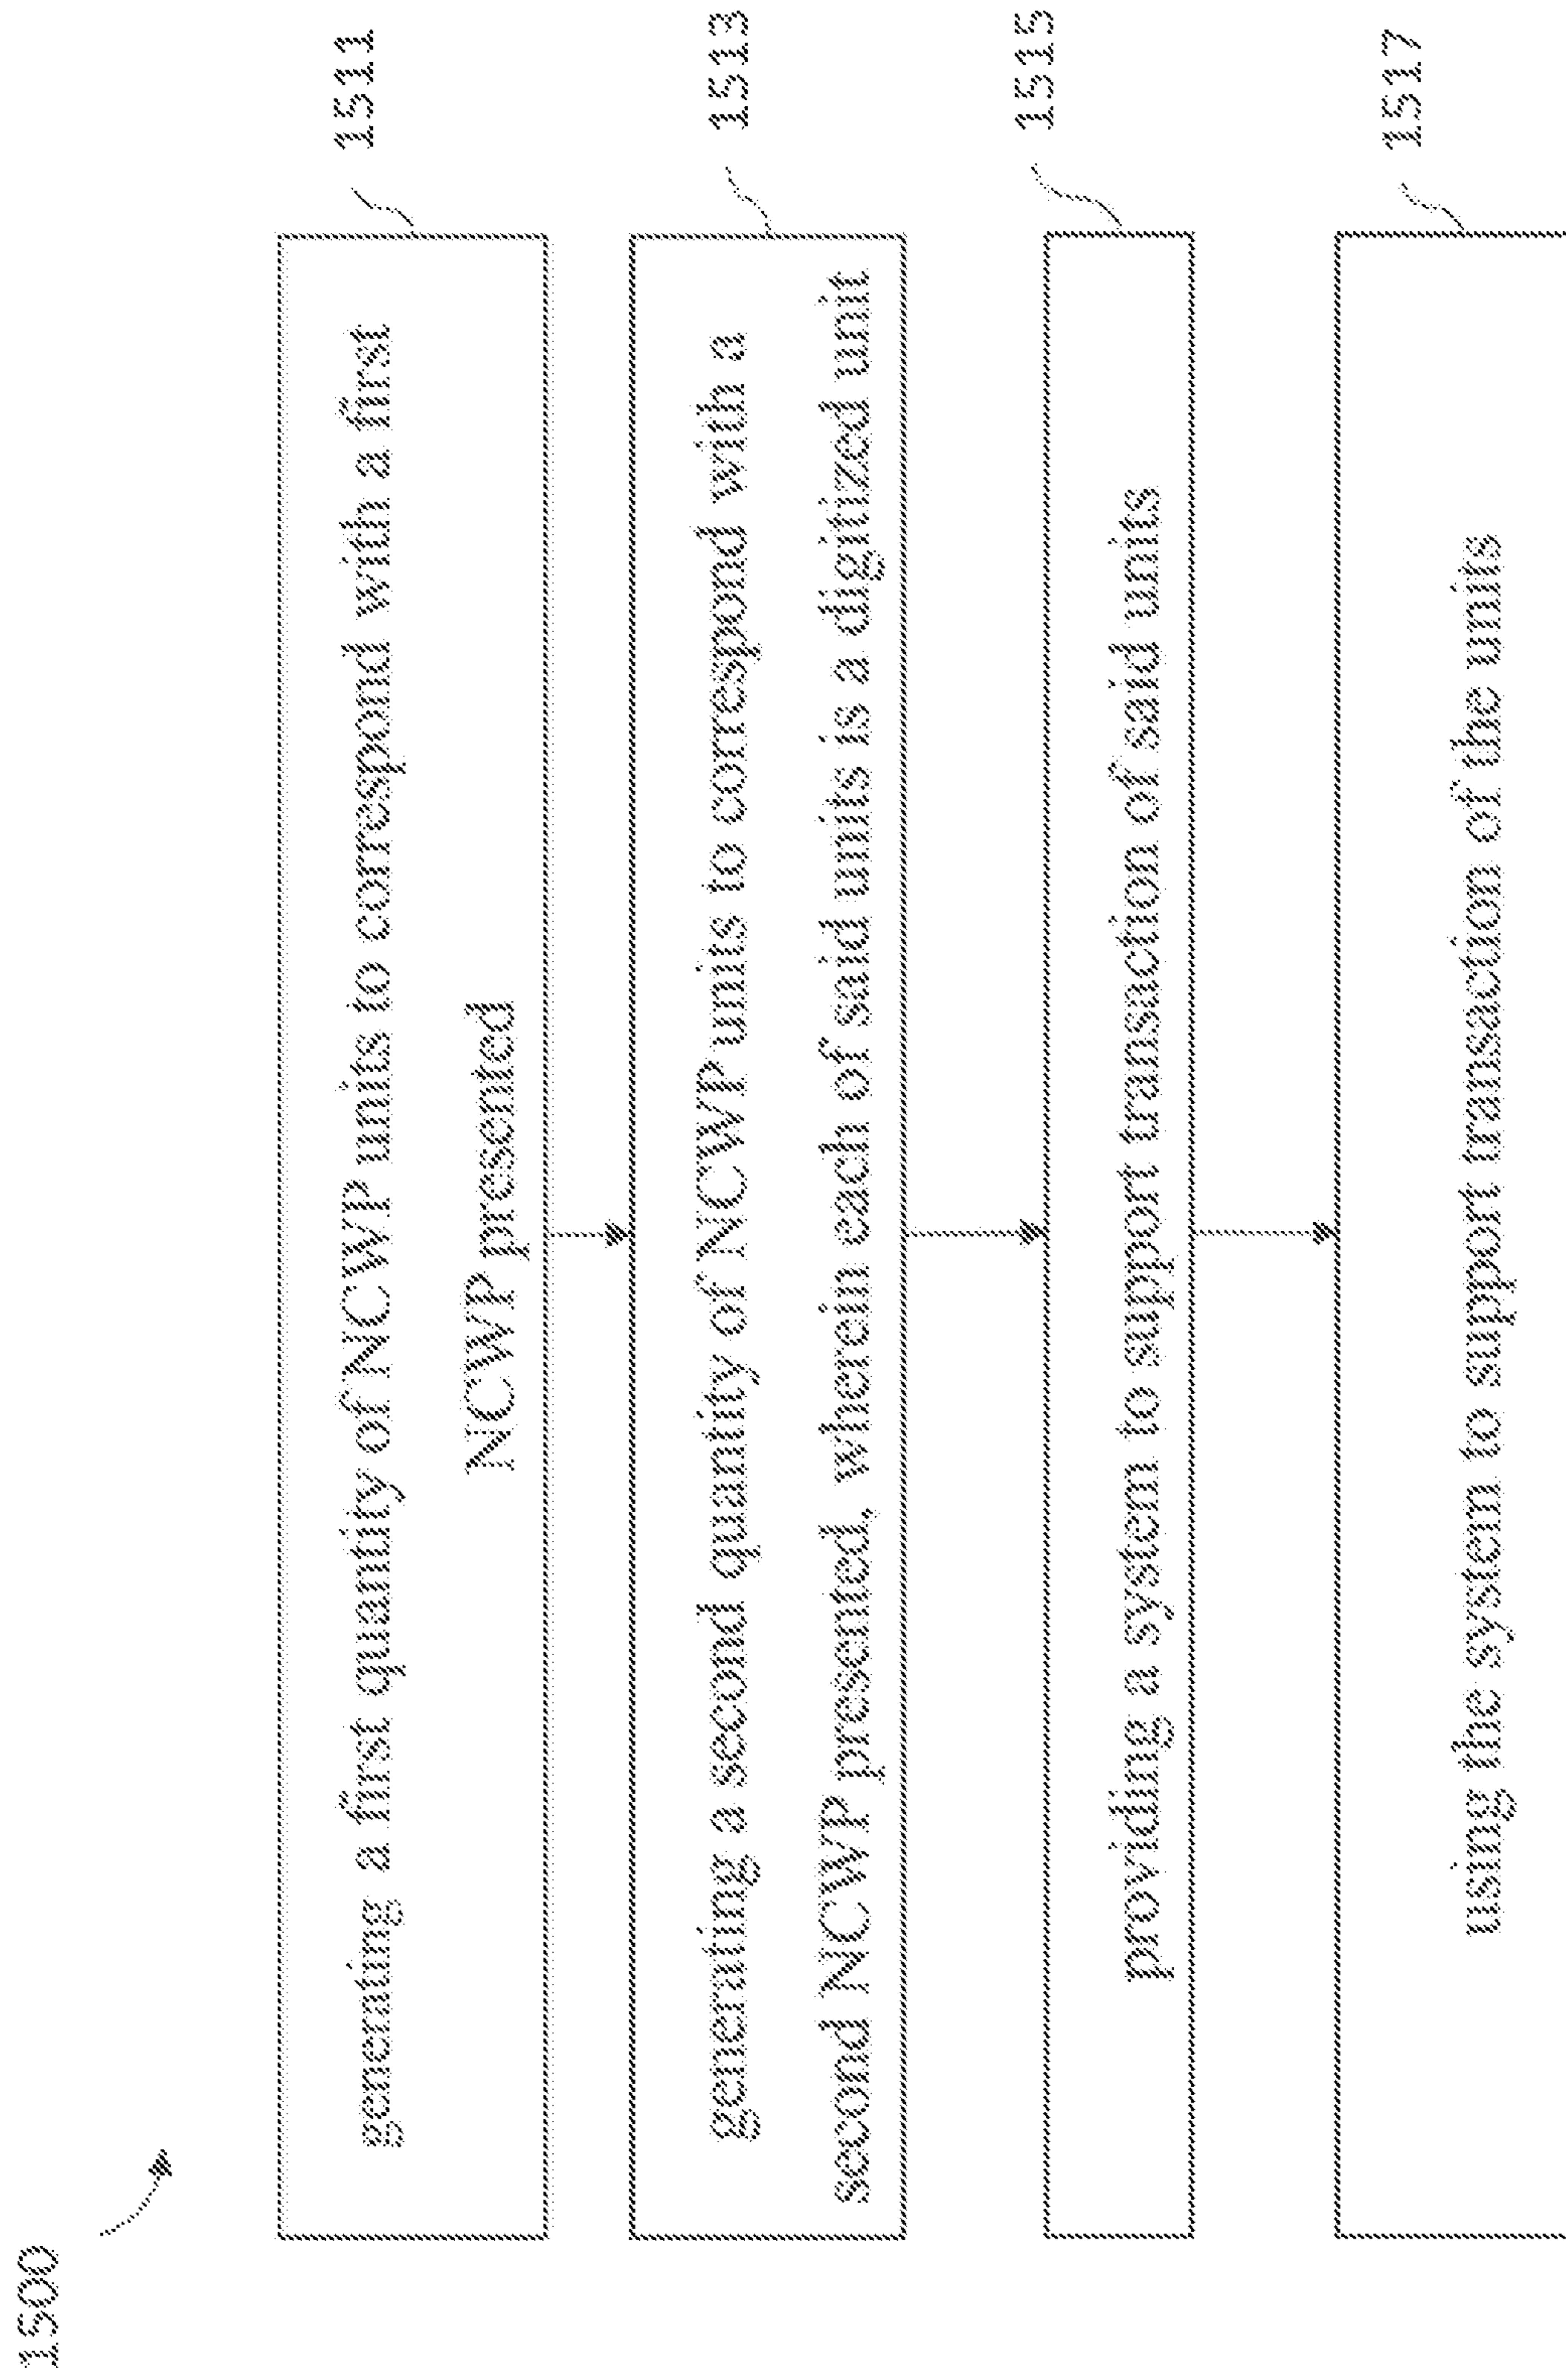 1500
generating a first quantity of NCWP units to correspond with a first
NCWP presented
1511
generating a second quantity of NCWP units to correspond with a
second NCWP presented, wherein each of said units is a digitized unit
1513
providing a system to support transaction of said units
1515
using the system to support transaction of the units
1517